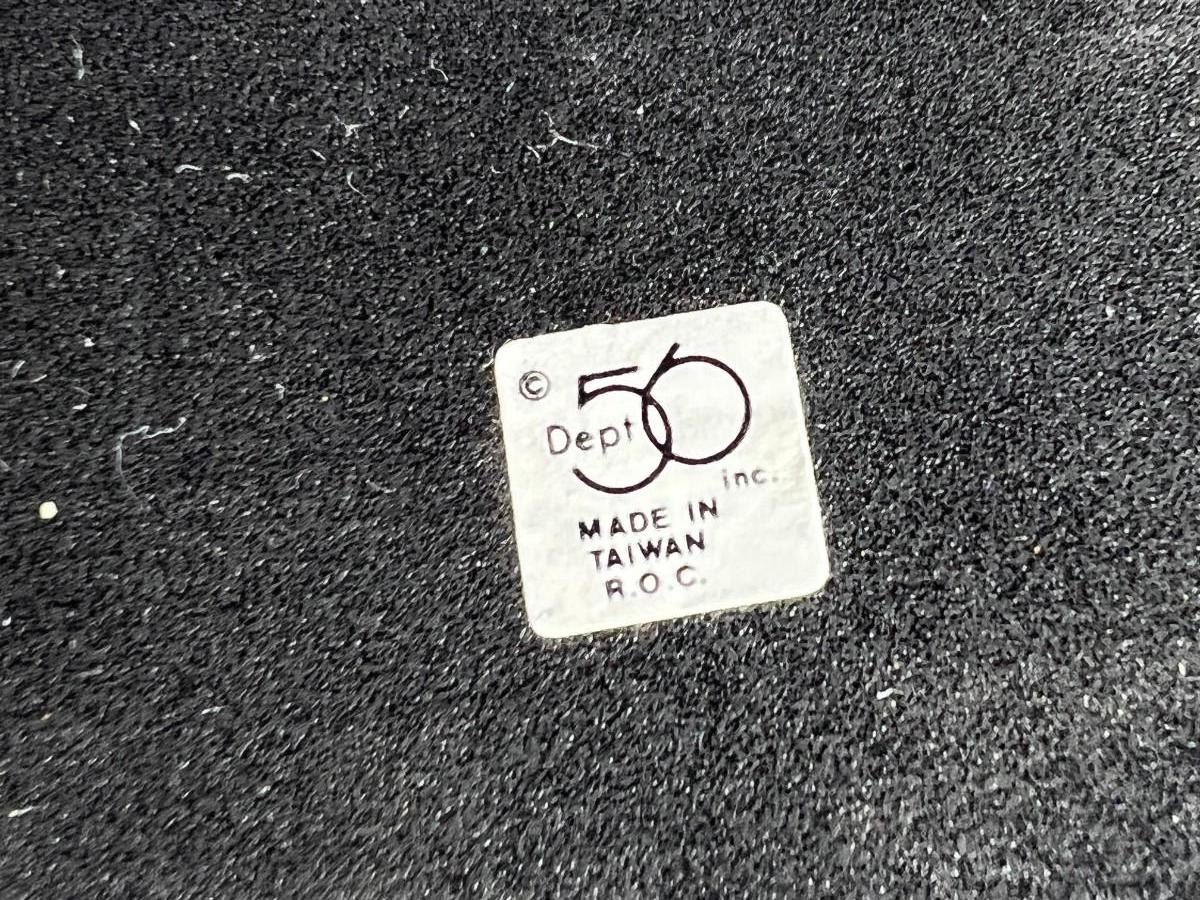 © Dept 56 inc.
MADE IN
TAIWAN
R.O.C.